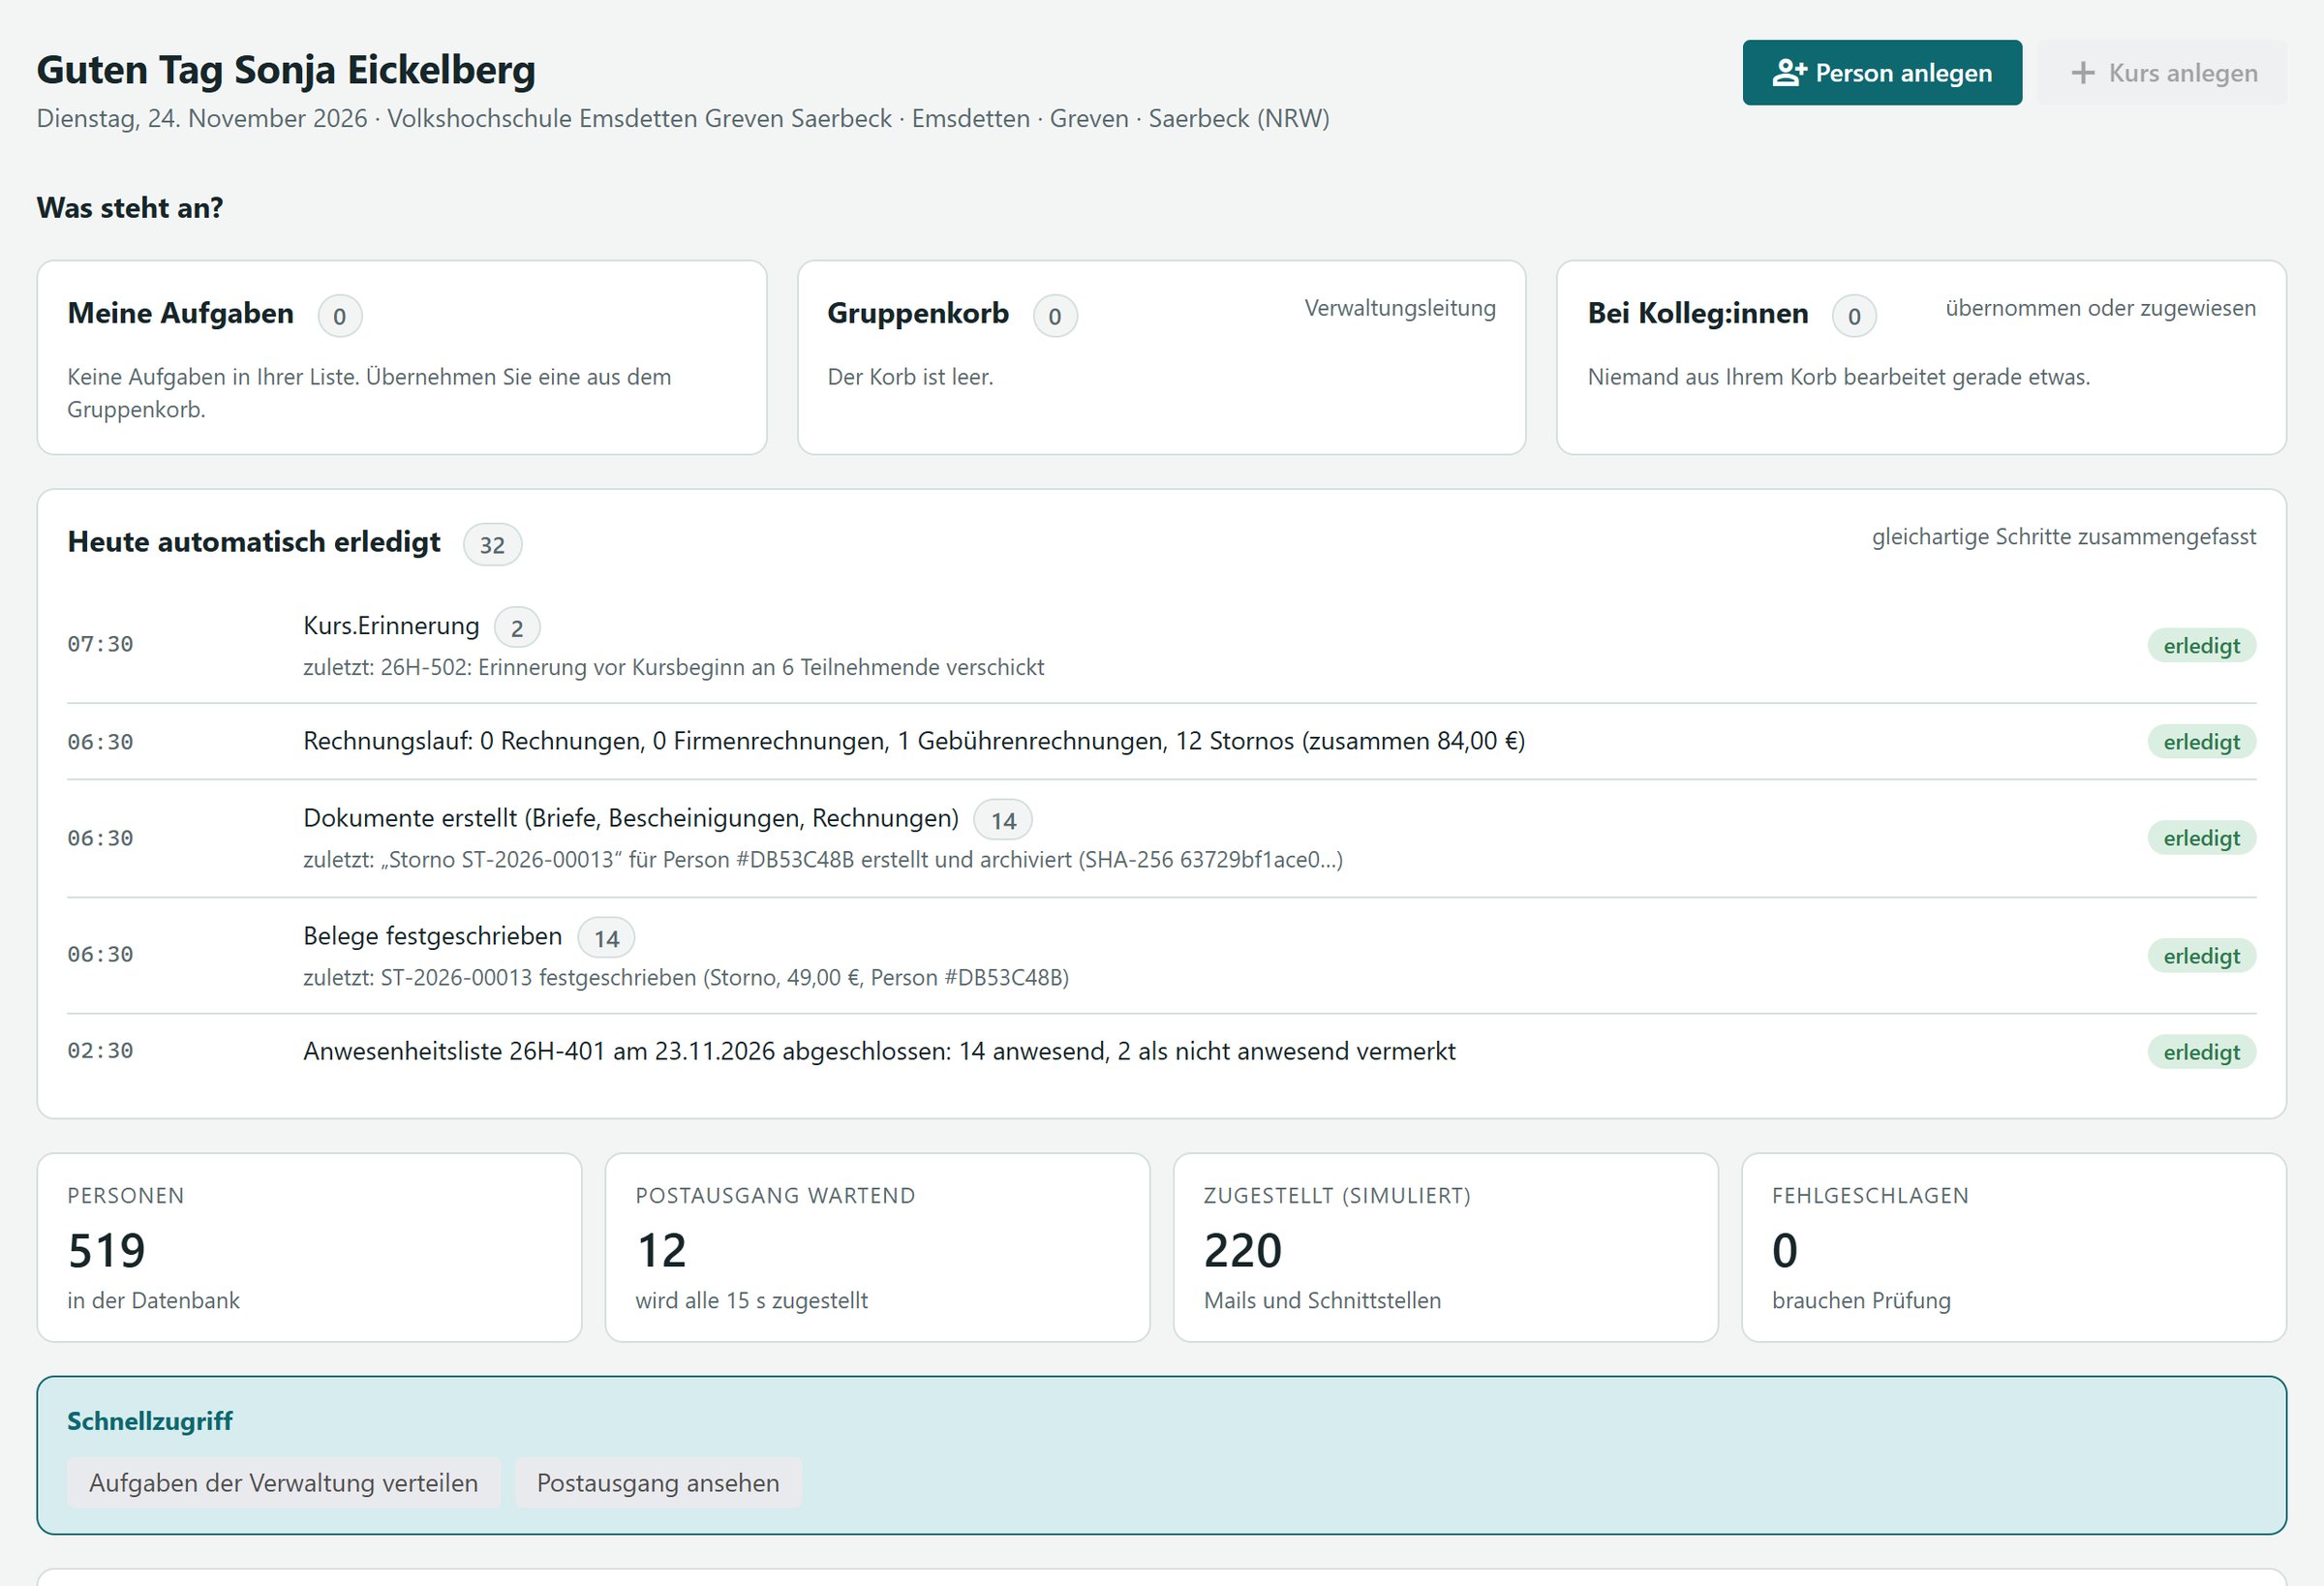 Guten Tag Sonja Eickelberg
Person anlegen
Kurs anlegen
Dienstag, 24. November 2026 · Volkshochschule Emsdetten Greven Saerbeck · Emsdetten · Greven · Saerbeck (NRW)
Was steht an?
Meine Aufgaben 0
Keine Aufgaben in Ihrer Liste. Übernehmen Sie eine aus dem
Gruppenkorb.
Gruppenkorb 0 Verwaltungsleitung
Der Korb ist leer.
Bei Kolleg:innen 0 übernommen oder zugewiesen
Niemand aus Ihrem Korb bearbeitet gerade etwas.
Heute automatisch erledigt 32 gleichartige Schritte zusammengefasst
07:30 Kurs.Erinnerung 2 erledigt
zuletzt: 26H-502: Erinnerung vor Kursbeginn an 6 Teilnehmende verschickt
06:30 Rechnungslauf: 0 Rechnungen, 0 Firmenrechnungen, 1 Gebührenrechnungen, 12 Stornos (zusammen 84,00 €) erledigt
06:30 Dokumente erstellt (Briefe, Bescheinigungen, Rechnungen) 14 erledigt
zuletzt: „Storno ST-2026-00013“ für Person #DB53C48B erstellt und archiviert (SHA-256 63729bf1ace0…)
06:30 Belege festgeschrieben 14 erledigt
zuletzt: ST-2026-00013 festgeschrieben (Storno, 49,00 €, Person #DB53C48B)
02:30 Anwesenheitsliste 26H-401 am 23.11.2026 abgeschlossen: 14 anwesend, 2 als nicht anwesend vermerkt erledigt
PERSONEN
519
in der Datenbank
POSTAUSGANG WARTEND
12
wird alle 15 s zugestellt
ZUGESTELLT (SIMULIERT)
220
Mails und Schnittstellen
FEHLGESCHLAGEN
0
brauchen Prüfung
Schnellzugriff
Aufgaben der Verwaltung verteilen
Postausgang ansehen